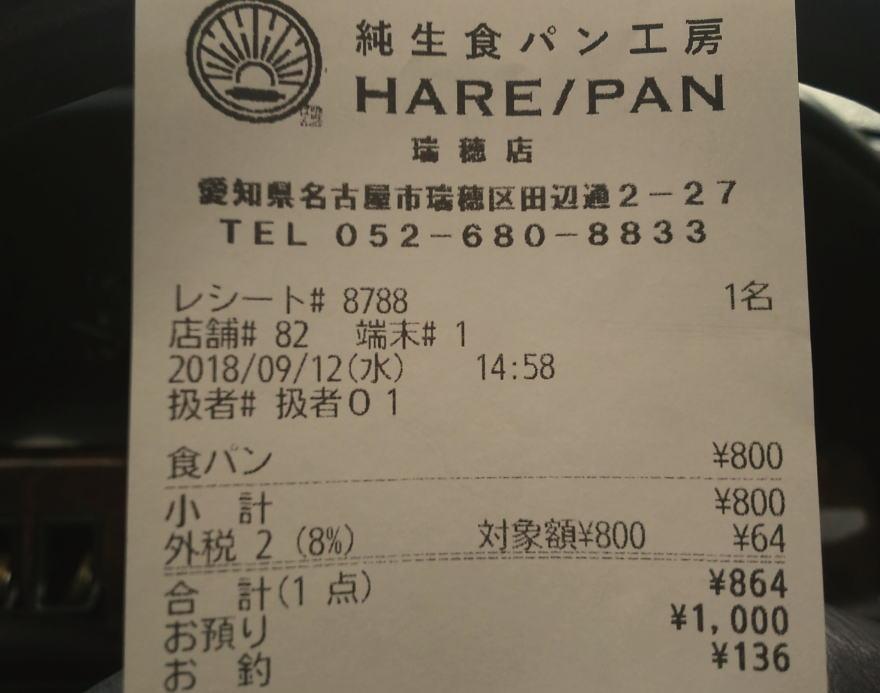 純生食パン工房
HARE/PAN
瑞穂店
愛知県名古屋市瑞穂区田辺通2-27
TEL 052-680-8833
レシート# 8788 1名
店舗# 82 端末# 1
2018/09/12(水) 14:58
扱者# 扱者01
食パン ¥800
小 計 ¥800
外税 2 (8%) 対象額¥800 ¥64
合 計(1 点) ¥864
お預り ¥1,000
お 釣 ¥136